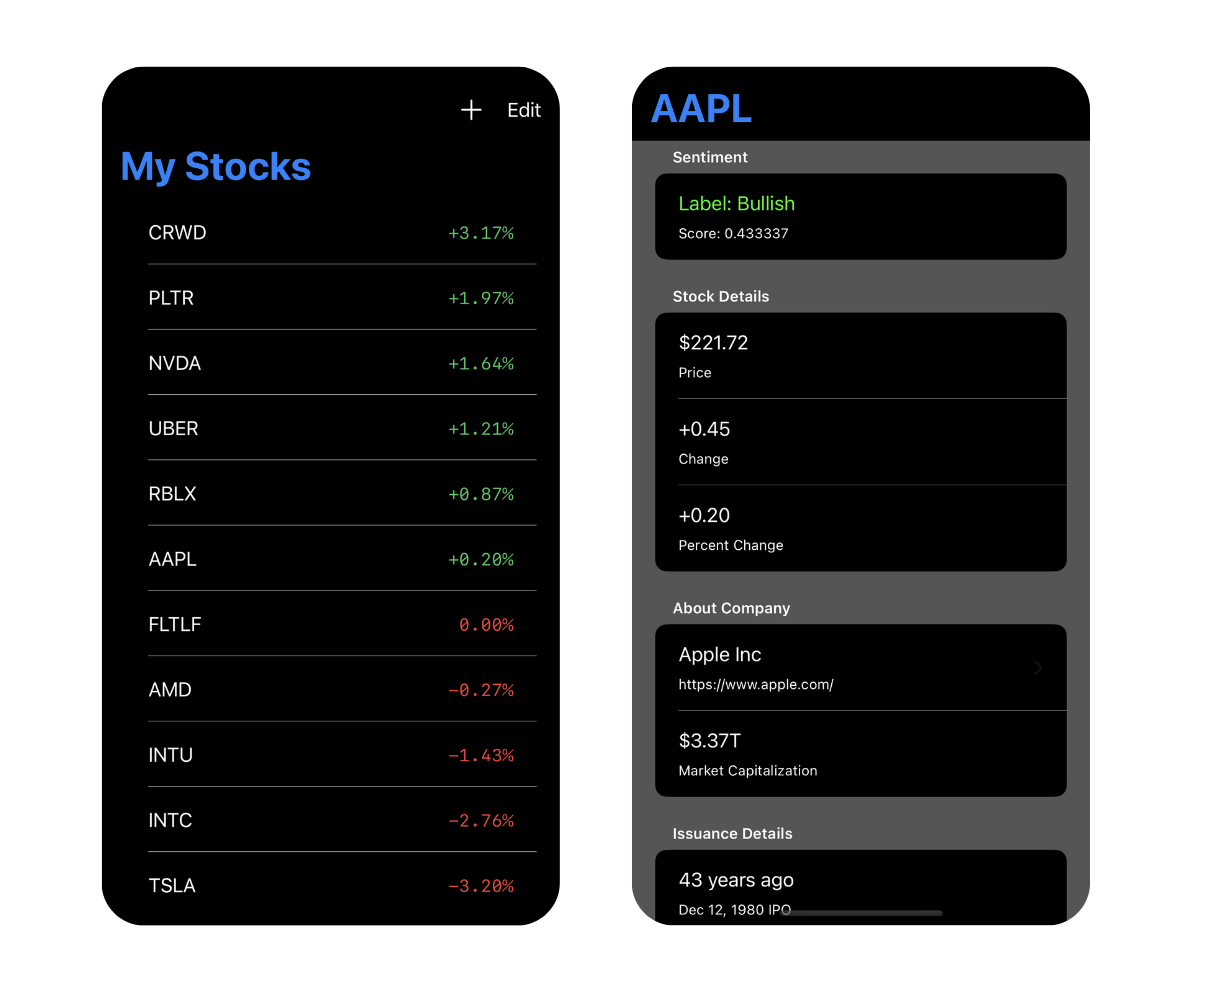 Edit
My Stocks
CRWD +3.17%
PLTR +1.97%
NVDA +1.64%
UBER +1.21%
RBLX +0.87%
AAPL +0.20%
FLTLF 0.00%
AMD −0.27%
INTU −1.43%
INTC −2.76%
TSLA −3.20%
AAPL
Sentiment
Label: Bullish
Score: 0.433337
Stock Details
$221.72
Price
+0.45
Change
+0.20
Percent Change
About Company
Apple Inc
https://www.apple.com/
$3.37T
Market Capitalization
Issuance Details
43 years ago
Dec 12, 1980 IPO